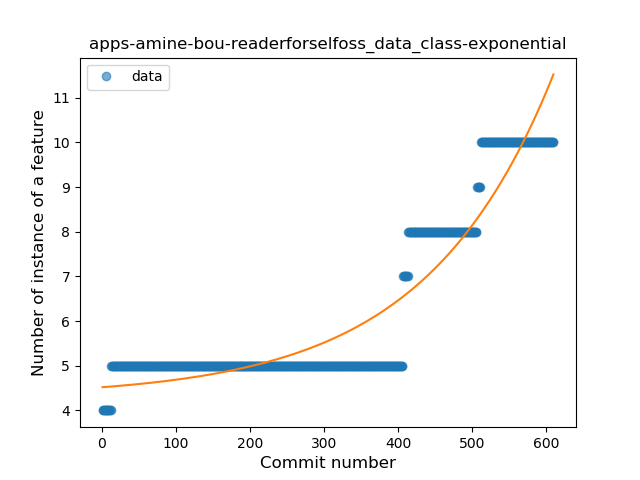 apps-amine-bou-readerforselfoss_data_class-exponential
data
Number of instance of a feature
11
10
9
8
7
6
5
4
0 100 200 300 400 500 600
Commit number